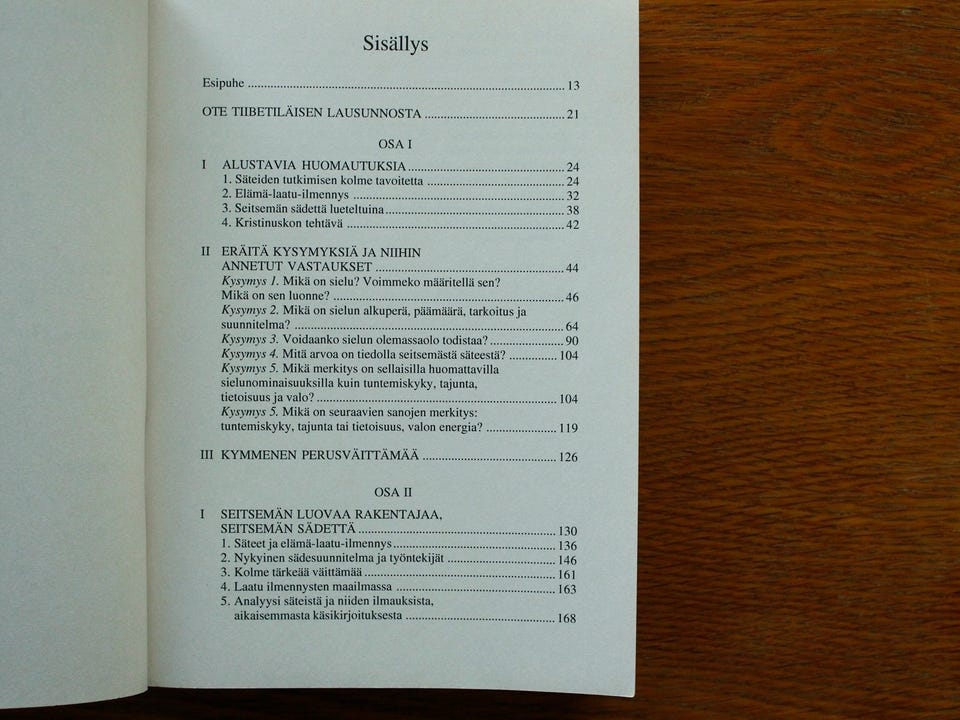 Sisällys
Esipuhe ........ 13
OTE TIIBETILÄISEN LAUSUNNOSTA ........ 21
OSA I
I ALUSTAVIA HUOMAUTUKSIA ........ 24
1. Säteiden tutkimisen kolme tavoitetta ........ 24
2. Elämä-laatu-ilmennys ........ 32
3. Seitsemän sädettä lueteltuina ........ 38
4. Kristinuskon tehtävä ........ 42
II ERÄITÄ KYSYMYKSIÄ JA NIIHIN
ANNETUT VASTAUKSET ........ 44
Kysymys 1. Mikä on sielu? Voimmeko määritellä sen?
Mikä on sen luonne? ........ 46
Kysymys 2. Mikä on sielun alkuperä, päämäärä, tarkoitus ja
suunnitelma? ........ 64
Kysymys 3. Voidaanko sielun olemassaolo todistaa? ........ 90
Kysymys 4. Mitä arvoa on tiedolla seitsemästä säteestä? ........ 104
Kysymys 5. Mikä merkitys on sellaisilla huomattavilla
sielunominaisuuksilla kuin tuntemiskyky, tajunta,
tietoisuus ja valo? ........ 104
Kysymys 5. Mikä on seuraavien sanojen merkitys:
tuntemiskyky, tajunta tai tietoisuus, valon energia? ........ 119
III KYMMENEN PERUSVÄITTÄMÄÄ ........ 126
OSA II
I SEITSEMÄN LUOVAA RAKENTAJAA,
SEITSEMÄN SÄDETTÄ ........ 130
1. Säteet ja elämä-laatu-ilmennys ........ 136
2. Nykyinen sädesuunnitelma ja työntekijät ........ 146
3. Kolme tärkeää väittämää ........ 161
4. Laatu ilmennysten maailmassa ........ 163
5. Analyysi säteistä ja niiden ilmauksista,
aikaisemmasta käsikirjoituksesta ........ 168